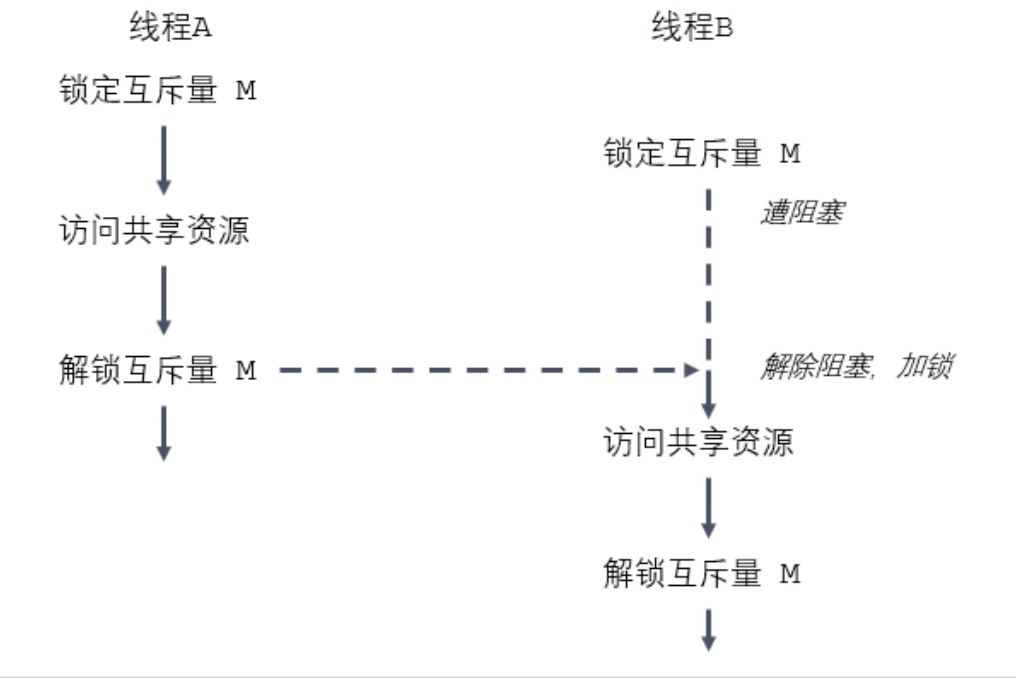 线程A
线程B
锁定互斥量 M
锁定互斥量 M
遭阻塞
访问共享资源
解锁互斥量 M
解除阻塞, 加锁
访问共享资源
解锁互斥量 M